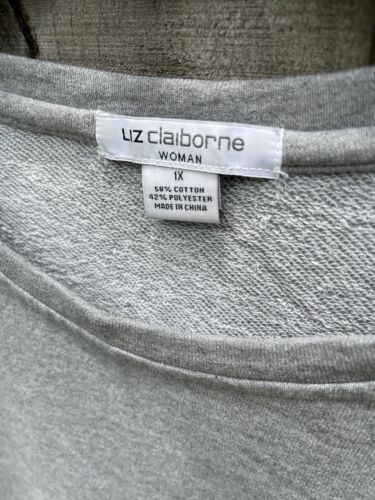 LIZ claiborne
WOMAN
1X
58% COTTON
42% POLYESTER
MADE IN CHINA